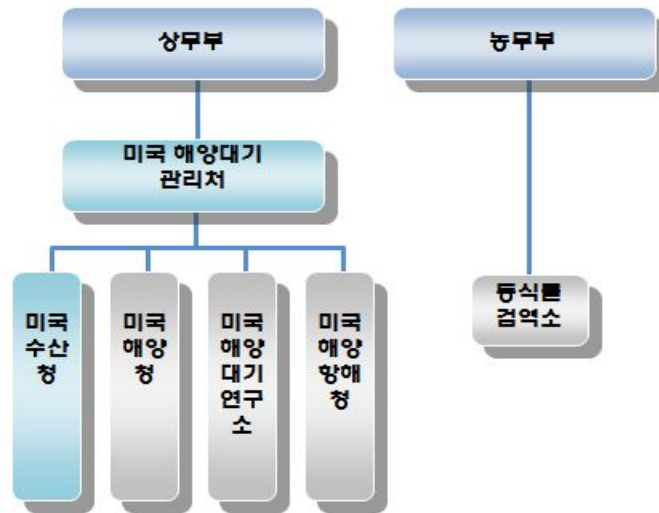 상무부
농무부
미국 해양대기
관리처
미국
수산
청
미국
해양
청
미국
해양
대기
연구
소
미국
해양
항해
청
동식물
검역소